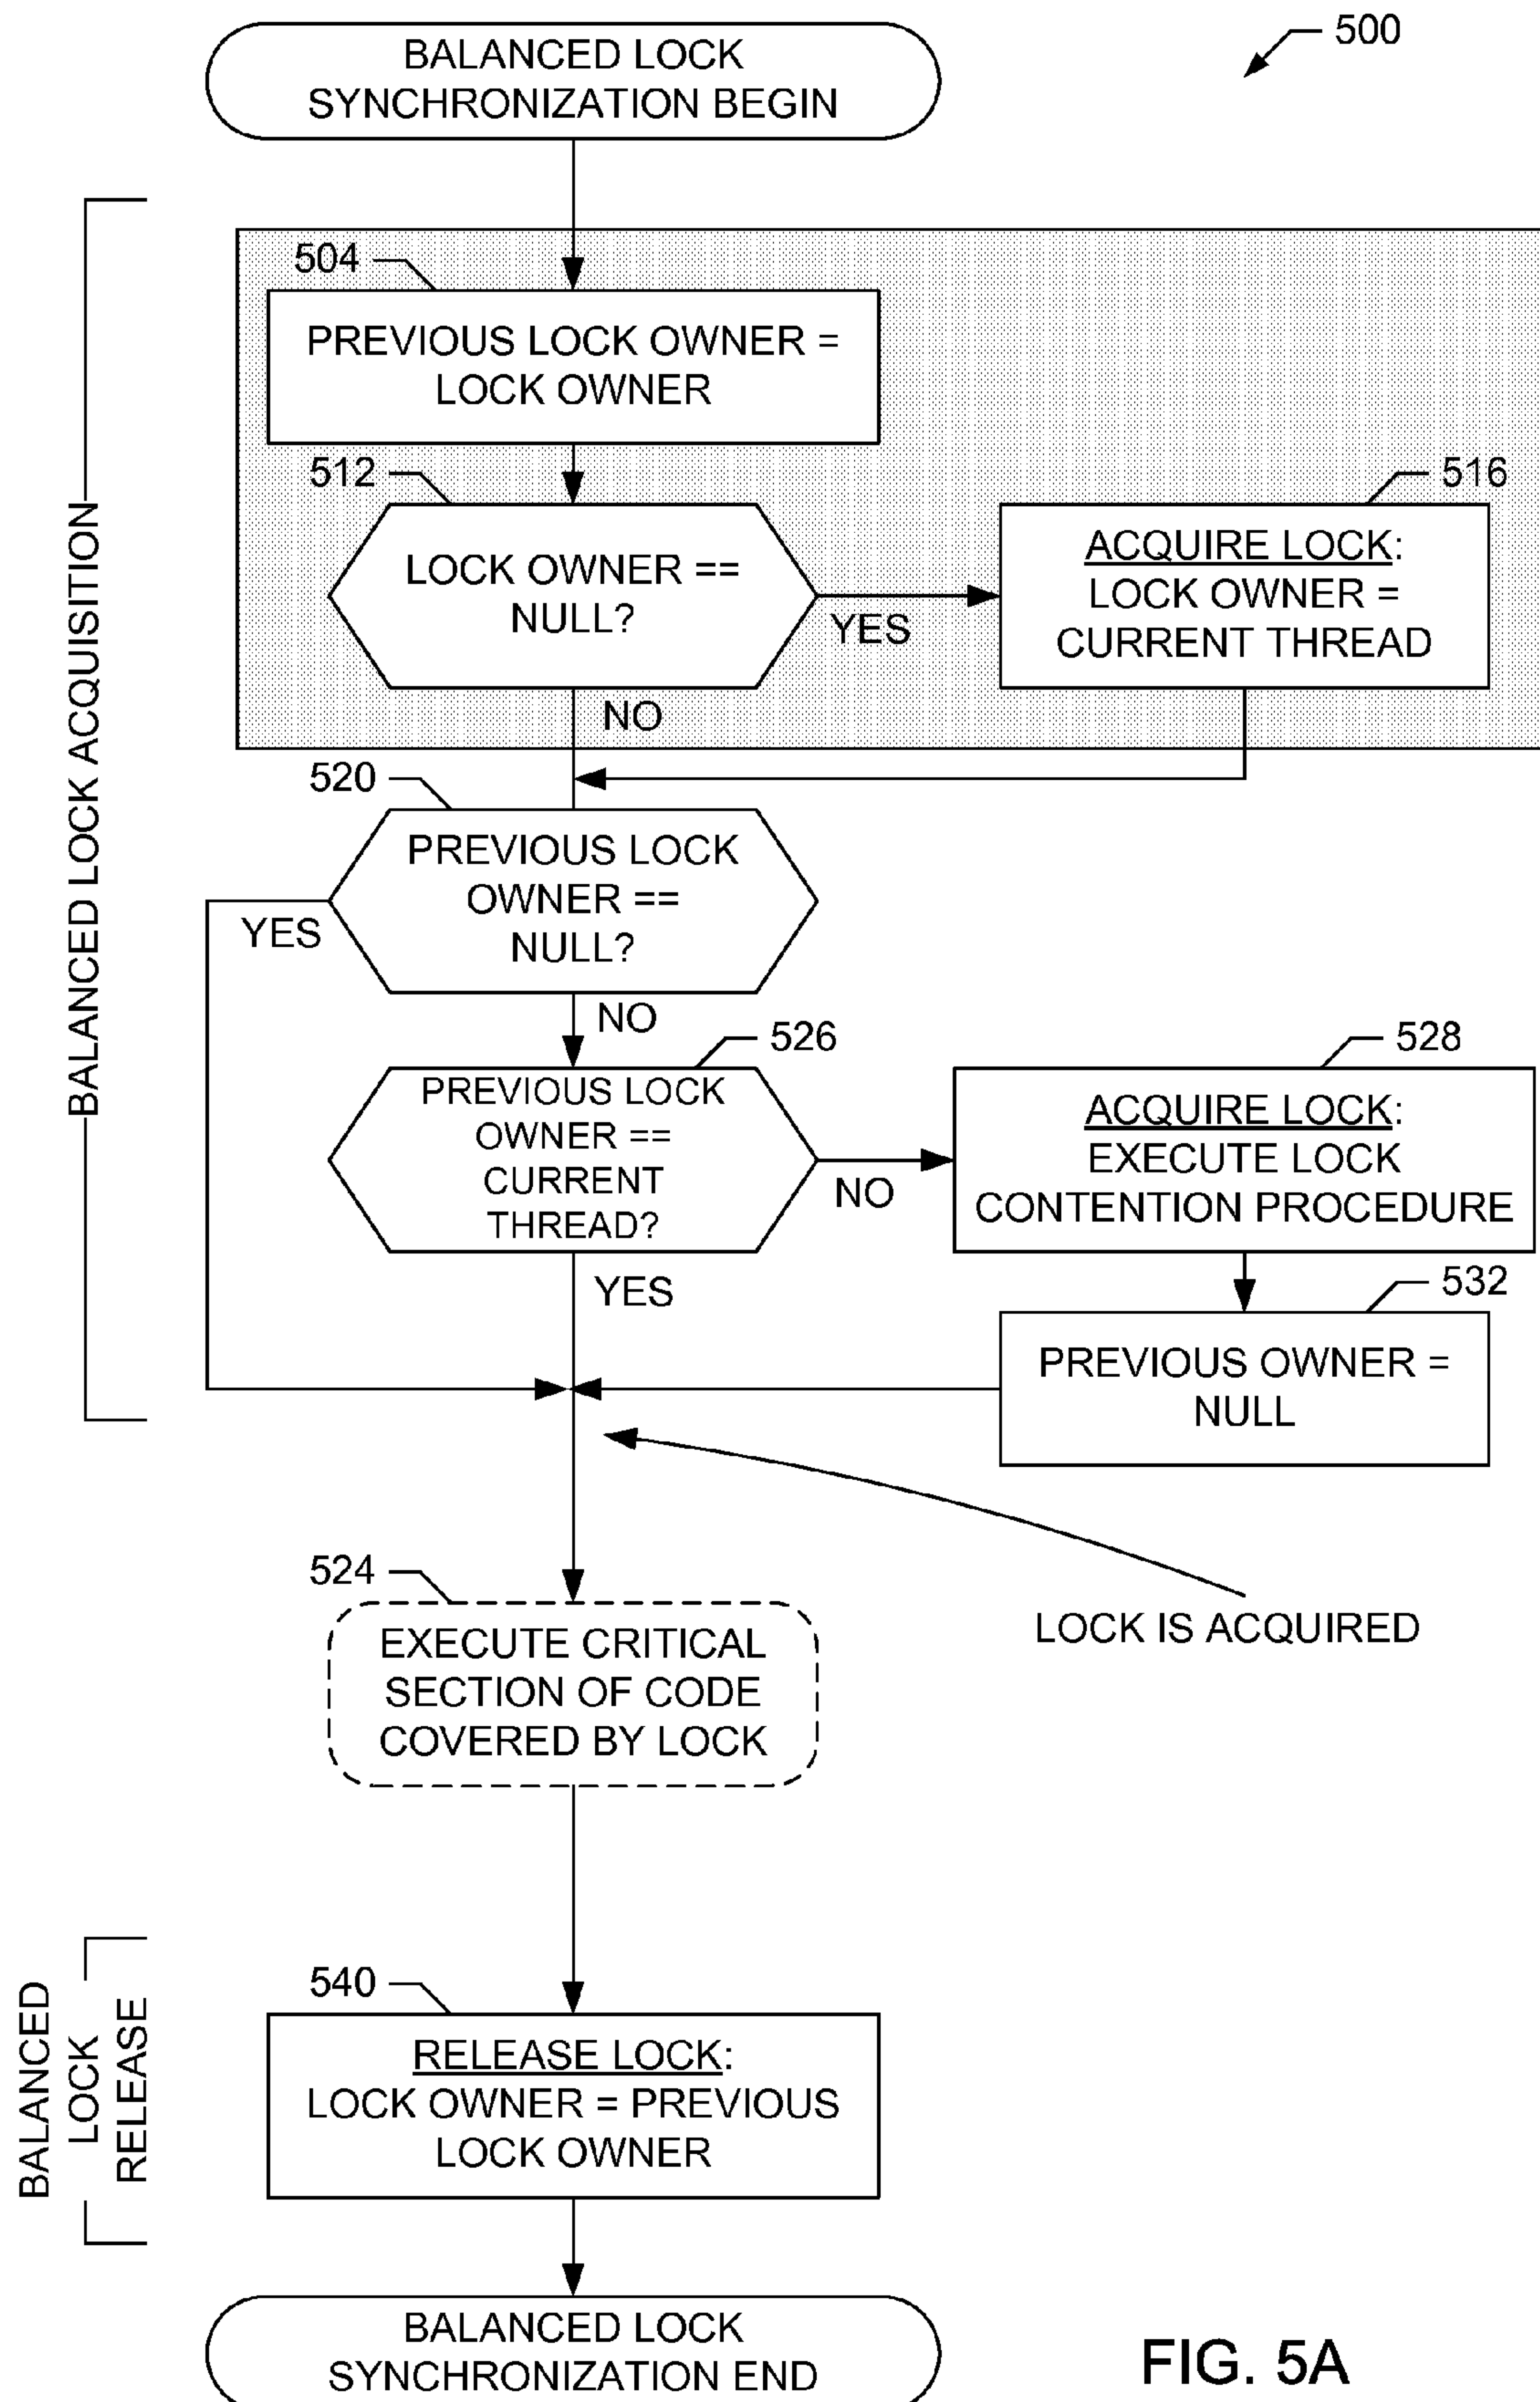 BALANCED LOCK
SYNCHRONIZATION BEGIN
500
BALANCED LOCK ACQUISITION
504
PREVIOUS LOCK OWNER =
LOCK OWNER
512
LOCK OWNER ==
NULL?
YES
NO
516
ACQUIRE LOCK:
LOCK OWNER =
CURRENT THREAD
520
PREVIOUS LOCK
OWNER ==
NULL?
YES
NO
526
PREVIOUS LOCK
OWNER ==
CURRENT
THREAD?
NO
YES
528
ACQUIRE LOCK:
EXECUTE LOCK
CONTENTION PROCEDURE
532
PREVIOUS OWNER =
NULL
LOCK IS ACQUIRED
524
EXECUTE CRITICAL
SECTION OF CODE
COVERED BY LOCK
BALANCED
LOCK
RELEASE
540
RELEASE LOCK:
LOCK OWNER = PREVIOUS
LOCK OWNER
BALANCED LOCK
SYNCHRONIZATION END
FIG. 5A